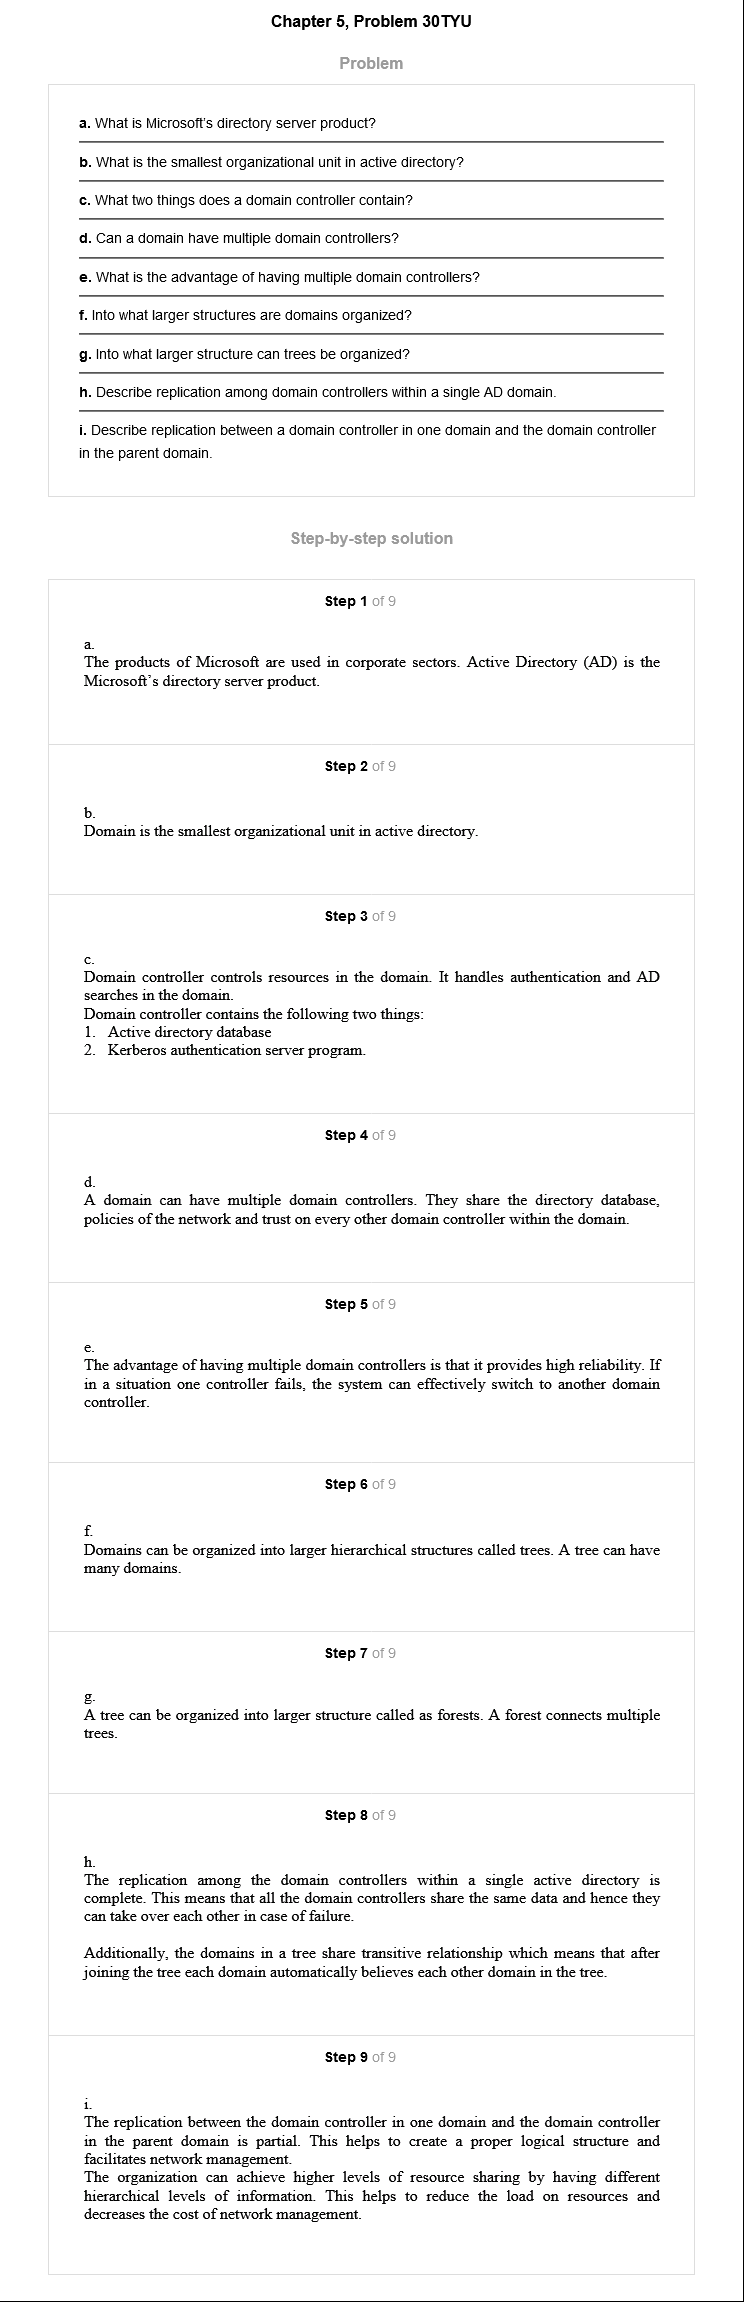 Chapter 5, Problem 30TYU
Problem
a. What is Microsoft's directory server product?
b. What is the smallest organizational unit in active directory?
c. What two things does a domain controller contain?
d. Can a domain have multiple domain controllers?
e. What is the advantage of having multiple domain controllers?
f. Into what larger structures are domains organized?
g. Into what larger structure can trees be organized?
h. Describe replication among domain controllers within a single AD domain.
i. Describe replication between a domain controller in one domain and the domain controller
in the parent domain.
Step-by-step solution
Step 1 of 9
a.
The products of Microsoft are used in corporate sectors. Active Directory (AD) is the
Microsoft's directory server product.
Step 2 of 9
b.
Domain is the smallest organizational unit in active directory.
Step 3 of 9
c.
Domain controller controls resources in the domain. It handles authentication and AD
searches in the domain.
Domain controller contains the following two things:
1. Active directory database
2. Kerberos authentication server program.
Step 4 of 9
d.
A domain can have multiple domain controllers. They share the directory database,
policies of the network and trust on every other domain controller within the domain.
Step 5 of 9
e.
The advantage of having multiple domain controllers is that it provides high reliability. If
in a situation one controller fails, the system can effectively switch to another domain
controller.
Step 6 of 9
f.
Domains can be organized into larger hierarchical structures called trees. A tree can have
many domains.
Step 7 of 9
g.
A tree can be organized into larger structure called as forests. A forest connects multiple
trees.
Step 8 of 9
h.
The replication among the domain controllers within a single active directory is
complete. This means that all the domain controllers share the same data and hence they
can take over each other in case of failure.
Additionally, the domains in a tree share transitive relationship which means that after
joining the tree each domain automatically believes each other domain in the tree.
Step 9 of 9
i.
The replication between the domain controller in one domain and the domain controller
in the parent domain is partial. This helps to create a proper logical structure and
facilitates network management.
The organization can achieve higher levels of resource sharing by having different
hierarchical levels of information. This helps to reduce the load on resources and
decreases the cost of network management.